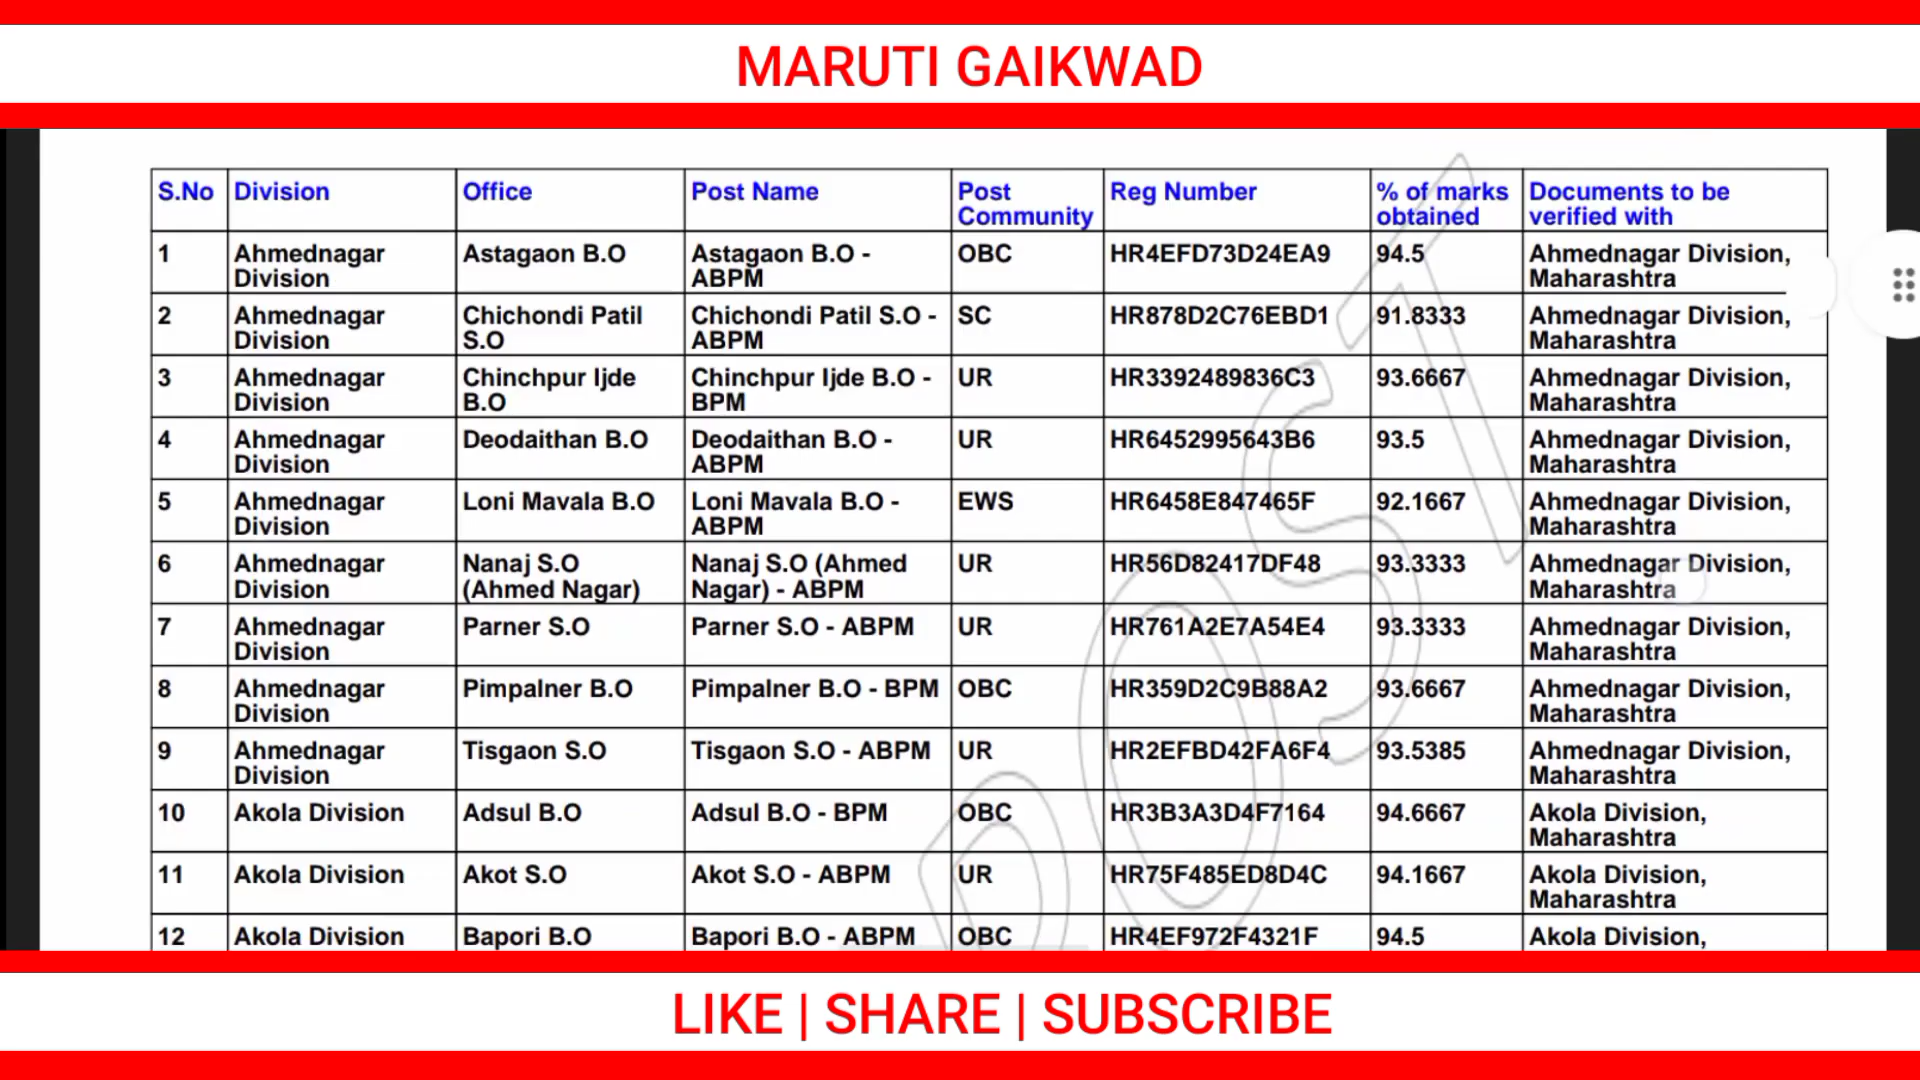 MARUTI GAIKWAD
S.No Division Office Post Name Post Community Reg Number % of marks obtained Documents to be verified with
1 Ahmednagar Division Astagaon B.O Astagaon B.O - ABPM OBC HR4EFD73D24EA9 94.5 Ahmednagar Division, Maharashtra
2 Ahmednagar Division Chichondi Patil S.O Chichondi Patil S.O - ABPM SC HR878D2C76EBD1 91.8333 Ahmednagar Division, Maharashtra
3 Ahmednagar Division Chinchpur Ijde B.O Chinchpur Ijde B.O - BPM UR HR3392489836C3 93.6667 Ahmednagar Division, Maharashtra
4 Ahmednagar Division Deodaithan B.O Deodaithan B.O - ABPM UR HR6452995643B6 93.5 Ahmednagar Division, Maharashtra
5 Ahmednagar Division Loni Mavala B.O Loni Mavala B.O - ABPM EWS HR6458E847465F 92.1667 Ahmednagar Division, Maharashtra
6 Ahmednagar Division Nanaj S.O (Ahmed Nagar) Nanaj S.O (Ahmed Nagar) - ABPM UR HR56D82417DF48 93.3333 Ahmednagar Division, Maharashtra
7 Ahmednagar Division Parner S.O Parner S.O - ABPM UR HR761A2E7A54E4 93.3333 Ahmednagar Division, Maharashtra
8 Ahmednagar Division Pimpalner B.O Pimpalner B.O - BPM OBC HR359D2C9B88A2 93.6667 Ahmednagar Division, Maharashtra
9 Ahmednagar Division Tisgaon S.O Tisgaon S.O - ABPM UR HR2EFBD42FA6F4 93.5385 Ahmednagar Division, Maharashtra
10 Akola Division Adsul B.O Adsul B.O - BPM OBC HR3B3A3D4F7164 94.6667 Akola Division, Maharashtra
11 Akola Division Akot S.O Akot S.O - ABPM UR HR75F485ED8D4C 94.1667 Akola Division, Maharashtra
12 Akola Division Bapori B.O Bapori B.O - ABPM OBC HR4EF972F4321F 94.5 Akola Division,
POST
LIKE | SHARE | SUBSCRIBE